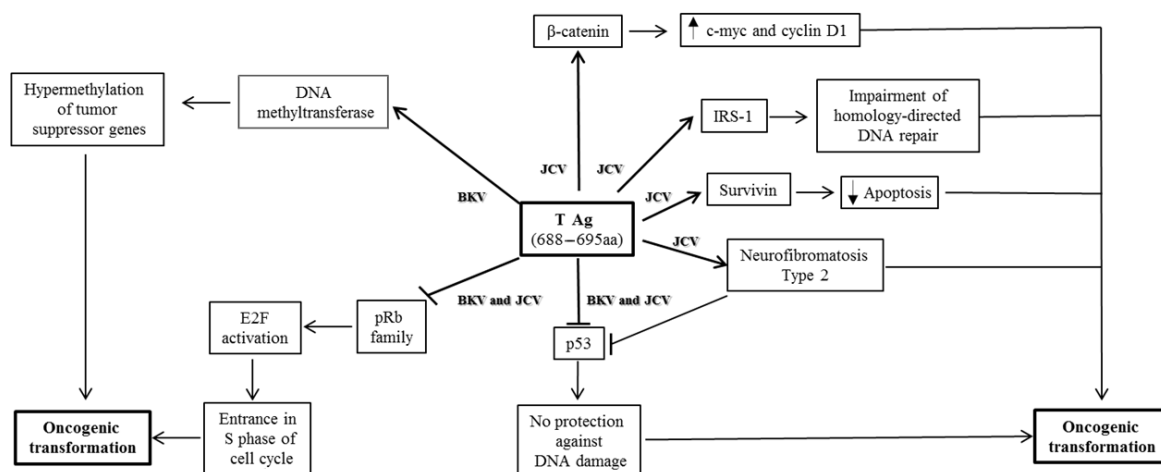 β-catenin
c-myc and cyclin D1
Hypermethylation
of tumor
suppressor genes
DNA
methyltransferase
IRS-1
Impairment of
homology-directed
DNA repair
JCV
JCV
BKV
JCV
Survivin
Apoptosis
T Ag
(688–695aa)
JCV
Neurofibromatosis
Type 2
BKV and JCV
BKV and JCV
E2F
activation
pRb
family
p53
Oncogenic
transformation
Entrance in
S phase of
cell cycle
No protection
against
DNA damage
Oncogenic
transformation